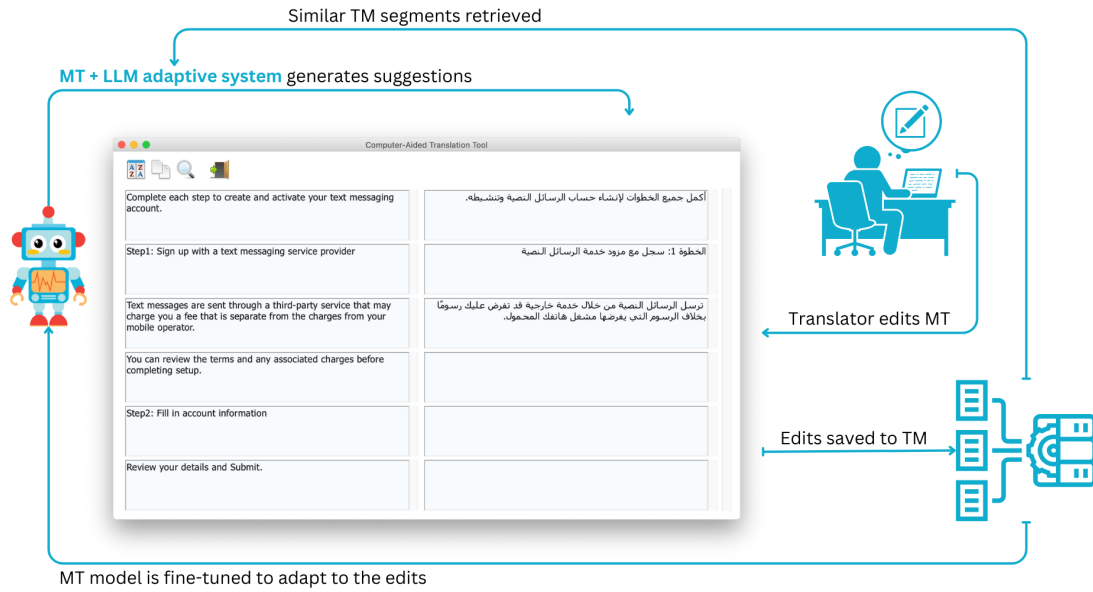 Similar TM segments retrieved
MT + LLM adaptive system generates suggestions
Computer-Aided Translation Tool
A Z
Z A
Complete each step to create and activate your text messaging
account.
أكمل جميع الخطوات لإنشاء حساب الرسائل النصية وتنشيطه.
Step1: Sign up with a text messaging service provider
الخطوة 1: سجل مع مزود خدمة الرسائل النصية
Text messages are sent through a third-party service that may
charge you a fee that is separate from the charges from your
mobile operator.
ترسل الرسائل النصية من خلال خدمة خارجية قد تفرض عليك رسومًا
بخلاف الرسوم التي يفرضها مشغل هاتفك المحمول.
You can review the terms and any associated charges before
completing setup.
Step2: Fill in account information
Review your details and Submit.
Translator edits MT
Edits saved to TM
MT model is fine-tuned to adapt to the edits